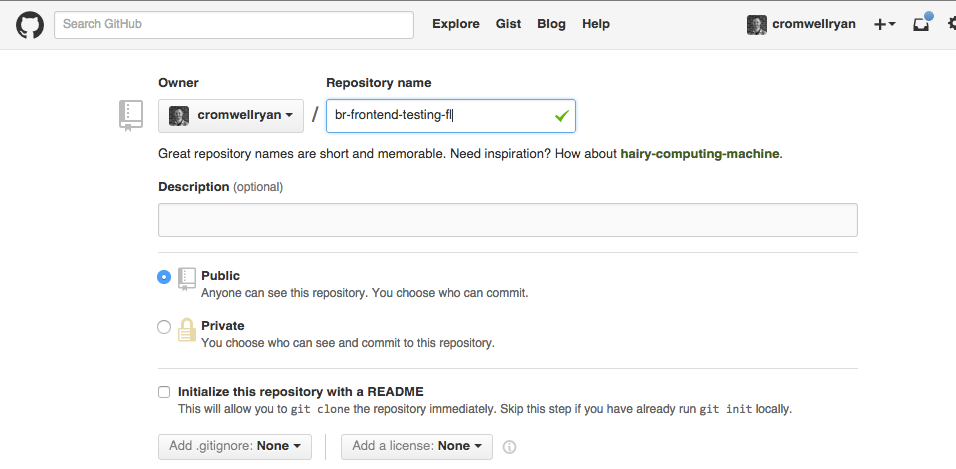 Search GitHub Explore Gist Blog Help cromwellryan
Owner Repository name
cromwellryan / br-frontend-testing-fl
Great repository names are short and memorable. Need inspiration? How about hairy-computing-machine.
Description (optional)
Public
Anyone can see this repository. You choose who can commit.
Private
You choose who can see and commit to this repository.
Initialize this repository with a README
This will allow you to git clone the repository immediately. Skip this step if you have already run git init locally.
Add .gitignore: None Add a license: None